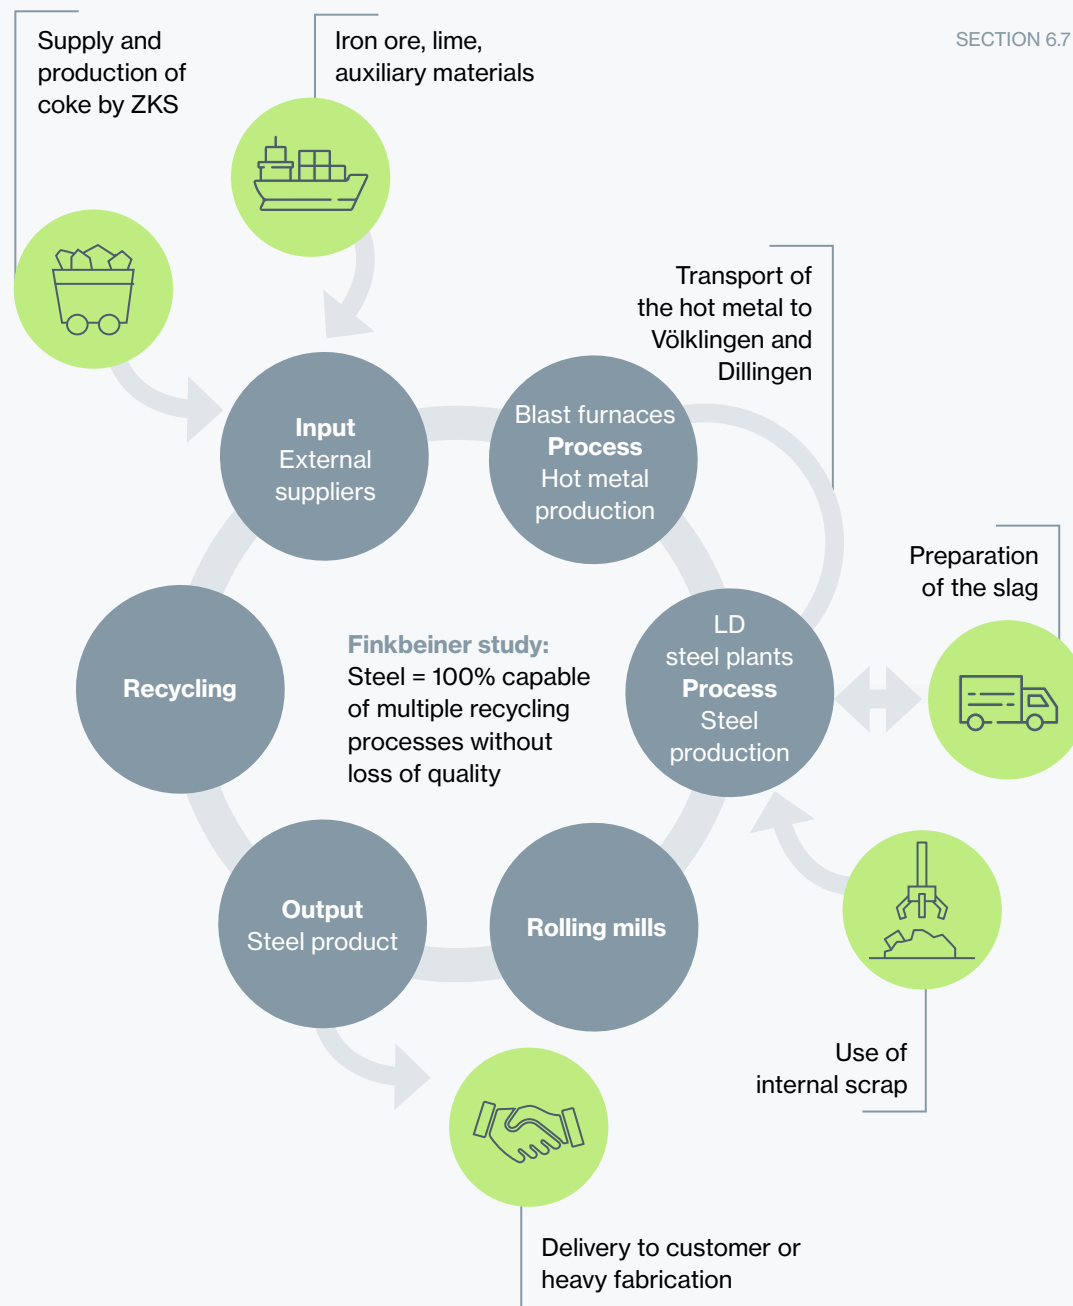 SECTION 6.7
Supply and
production of
coke by ZKS
Iron ore, lime,
auxiliary materials
Transport of
the hot metal to
Völklingen and
Dillingen
Input
External
suppliers
Blast furnaces
Process
Hot metal
production
Preparation
of the slag
LD
steel plants
Process
Steel
production
Recycling
Finkbeiner study:
Steel = 100% capable
of multiple recycling
processes without
loss of quality
Output
Steel product
Rolling mills
Use of
internal scrap
Delivery to customer or
heavy fabrication